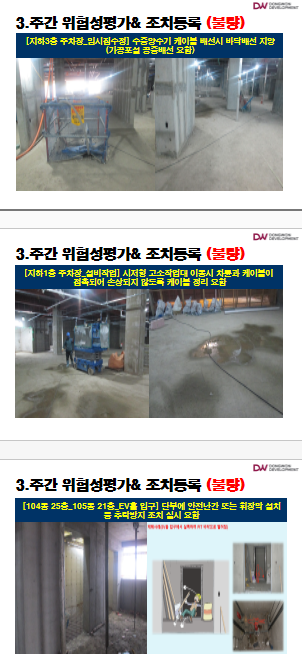 DW DONGWON
DEVELOPMENT
3.주간 위험성평가& 조치등록 (불량)
[지하3층 주차장_임시침수정] 수중양수기 케이블 배선시 바닥배선 지양
(가공포설 공중배선 요함)
DW DONGWON
DEVELOPMENT
3.주간 위험성평가& 조치등록 (불량)
[지하1층 주차장_설비작업] 시저형 고소작업대 이동시 차륜과 케이블이
접촉되어 손상되지 않도록 케이블 정리 요함
DW DONGWON
DEVELOPMENT
3.주간 위험성평가& 조치등록 (불량)
[104동 25층_105동 21층_EV홀 입구] 단부에 안전난간 또는 위장막 설치
등 추락방지 조치 실시 요함